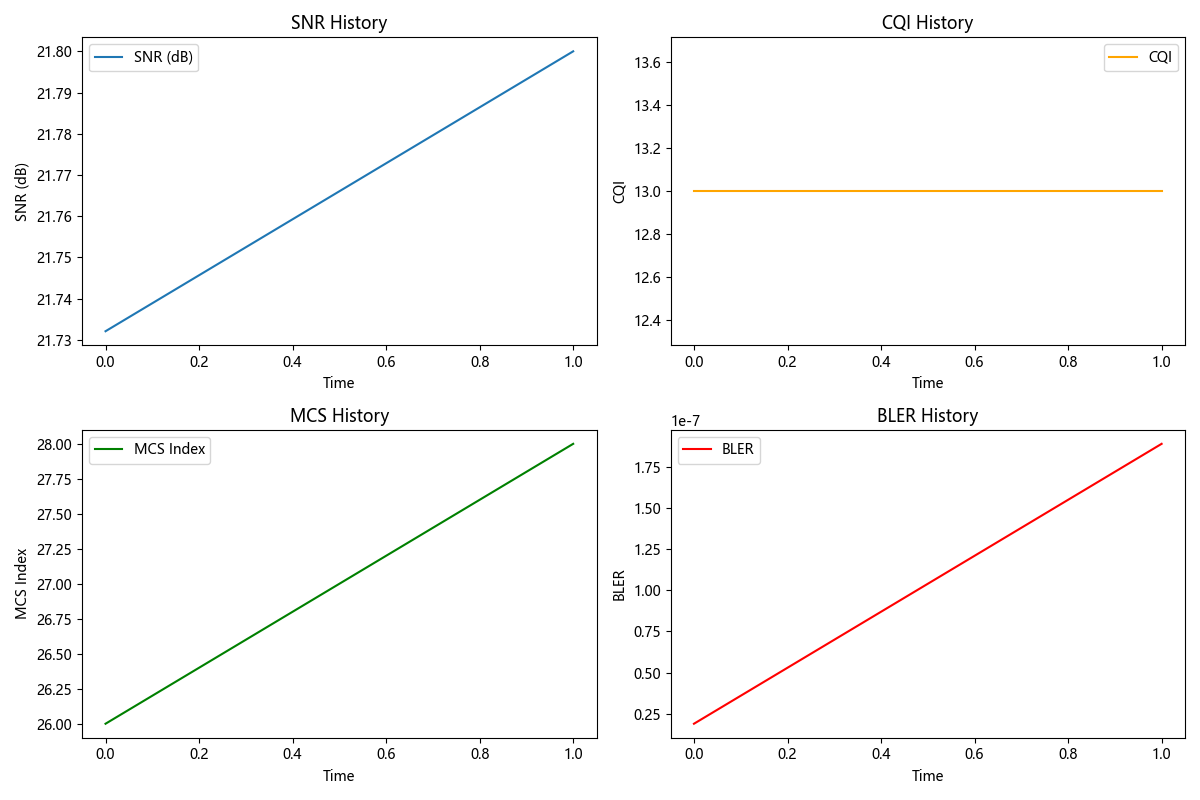 SNR History
SNR (dB)
21.80
21.79
21.78
21.77
21.76
21.75
21.74
21.73
SNR (dB)
0.0 0.2 0.4 0.6 0.8 1.0
Time
CQI History
CQI
13.6
13.4
13.2
13.0
12.8
12.6
12.4
CQI
0.0 0.2 0.4 0.6 0.8 1.0
Time
MCS History
MCS Index
28.00
27.75
27.50
27.25
27.00
26.75
26.50
26.25
26.00
MCS Index
0.0 0.2 0.4 0.6 0.8 1.0
Time
BLER History
1e-7
BLER
1.75
1.50
1.25
1.00
0.75
0.50
0.25
BLER
0.0 0.2 0.4 0.6 0.8 1.0
Time